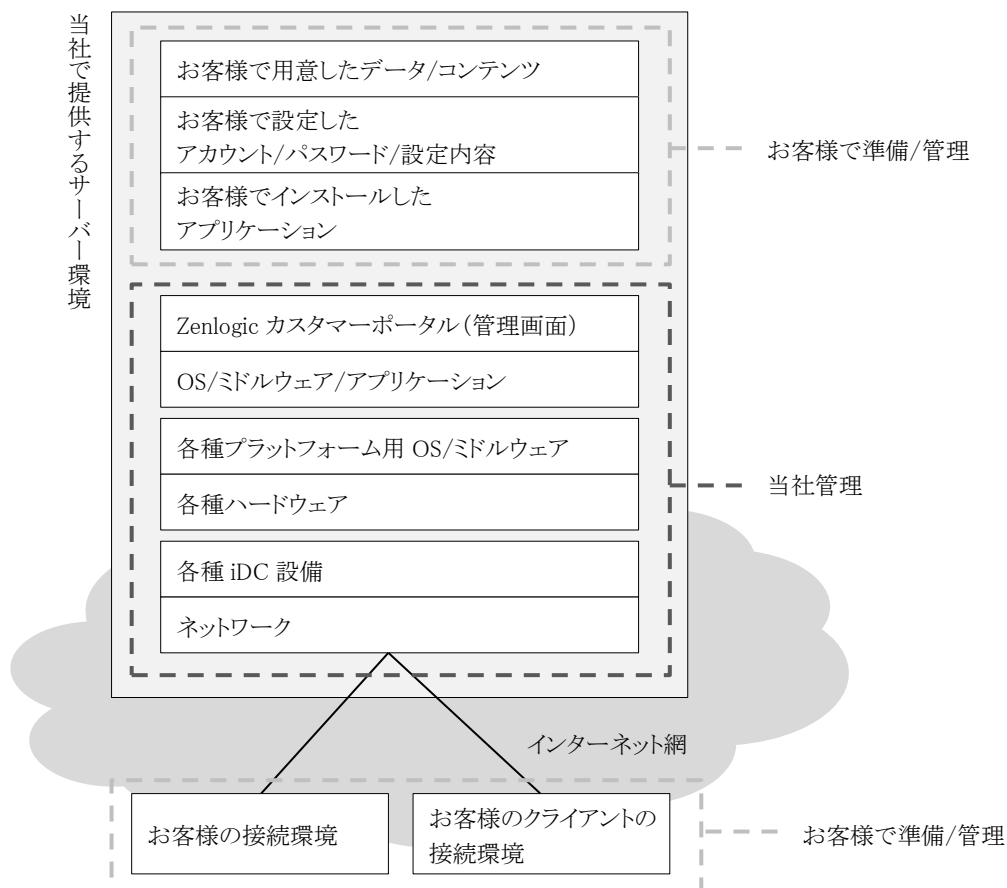 当社で提供するサーバー環境
お客様で用意したデータ/コンテンツ
お客様で設定した
アカウント/パスワード/設定内容
お客様でインストールした
アプリケーション
お客様で準備/管理
Zenlogic カスタマーポータル（管理画面）
OS/ミドルウェア/アプリケーション
各種プラットフォーム用 OS/ミドルウェア
各種ハードウェア
当社管理
各種 iDC 設備
ネットワーク
インターネット網
お客様の接続環境
お客様のクライアントの
接続環境
お客様で準備/管理